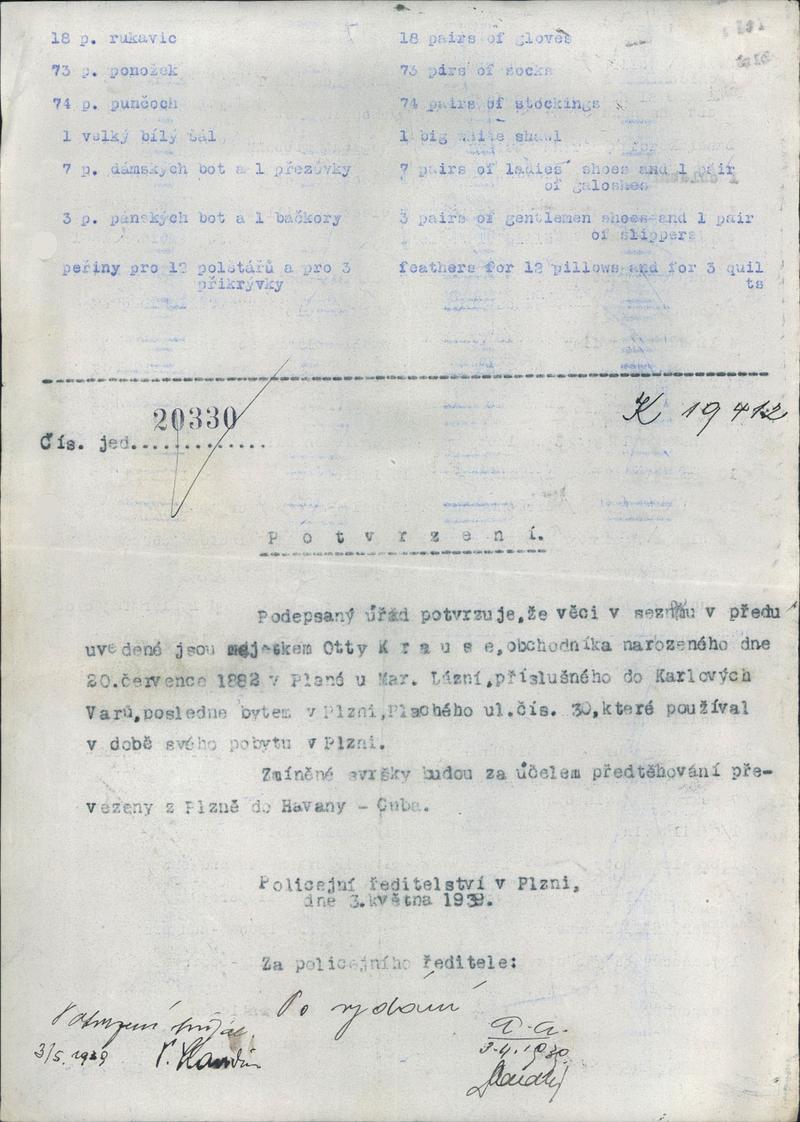 18 p. rukavic 18 pairs of gloves
73 p. ponožek 73 pairs of socks
74 p. punčoch 74 pairs of stockings
1 velký bílý šál 1 big white shawl
7 p. dámských bot a 1 přezůvky 7 pairs of ladies' shoes and 1 pair
of galoshes
3 p. pánských bot a 1 bačkory 3 pairs of gentlemen shoes and 1 pair
of slippers
peřiny pro 12 polštářů a pro 3 feathers for 12 pillows and for 3 quil
přikrývky ts
K 19412
20330
Čís. jed..............
P o t v r z e n í.
Podepsaný úřad potvrzuje,že věci v seznamu v předu
uvedené jsou majetkem Otty K r a u s e,obchodníka narozeného dne
20.července 1882 v Plané u Mar. Lázní,příslušného do Karlových
Varů,posledne bytem v Plzni,Plachého ul.čís. 30,které používal
v době svého pobytu v Plzni.
Zmíněné svršky budou za účelem předtěhování pře-
vezeny z Plzně do Havany - Cuba.
Policejní ředitelství v Plzni,
dne 3.května 1939.
Za policejního ředitele:
Po vydání
Potvrzení
3/5. 1939